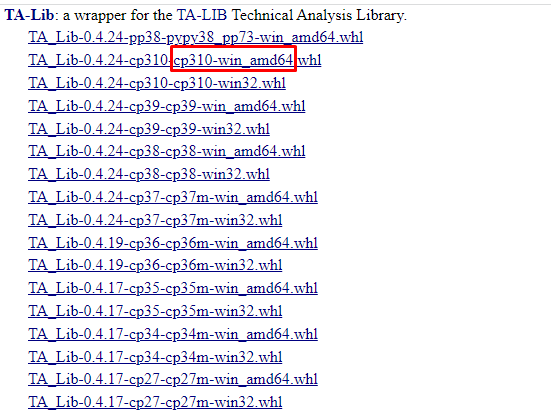 TA-Lib: a wrapper for the TA-LIB Technical Analysis Library.
TA_Lib-0.4.24-pp38-pypy38_pp73-win_amd64.whl
TA_Lib-0.4.24-cp310-cp310-win_amd64.whl
TA_Lib-0.4.24-cp310-cp310-win32.whl
TA_Lib-0.4.24-cp39-cp39-win_amd64.whl
TA_Lib-0.4.24-cp39-cp39-win32.whl
TA_Lib-0.4.24-cp38-cp38-win_amd64.whl
TA_Lib-0.4.24-cp38-cp38-win32.whl
TA_Lib-0.4.24-cp37-cp37m-win_amd64.whl
TA_Lib-0.4.24-cp37-cp37m-win32.whl
TA_Lib-0.4.19-cp36-cp36m-win_amd64.whl
TA_Lib-0.4.19-cp36-cp36m-win32.whl
TA_Lib-0.4.17-cp35-cp35m-win_amd64.whl
TA_Lib-0.4.17-cp35-cp35m-win32.whl
TA_Lib-0.4.17-cp34-cp34m-win_amd64.whl
TA_Lib-0.4.17-cp34-cp34m-win32.whl
TA_Lib-0.4.17-cp27-cp27m-win_amd64.whl
TA_Lib-0.4.17-cp27-cp27m-win32.whl